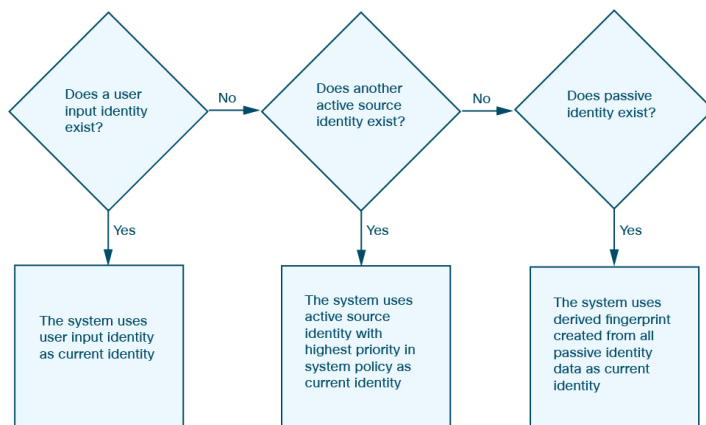 Does a user
input identity
exist?
No
Does another
active source
identity exist?
No
Does passive
identity exist?
Yes
Yes
Yes
The system uses
user input identity
as current identity
The system uses
active source
identity with
highest priority in
system policy as
current identity
The system uses
derived fingerprint
created from all
passive identity
data as current
identity